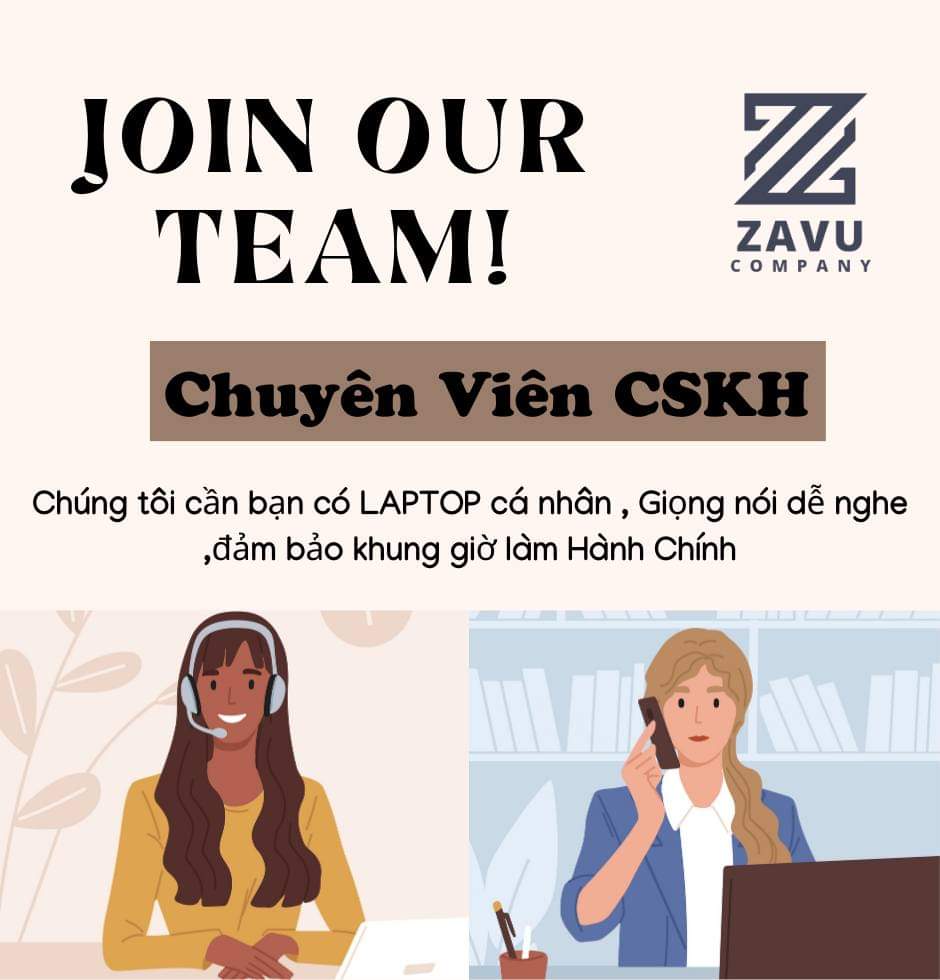 JOIN OUR
TEAM!
ZAVU
COMPANY
Chuyên Viên CSKH
Chúng tôi cần bạn có LAPTOP cá nhân , Giọng nói dễ nghe
,đảm bảo khung giờ làm Hành Chính